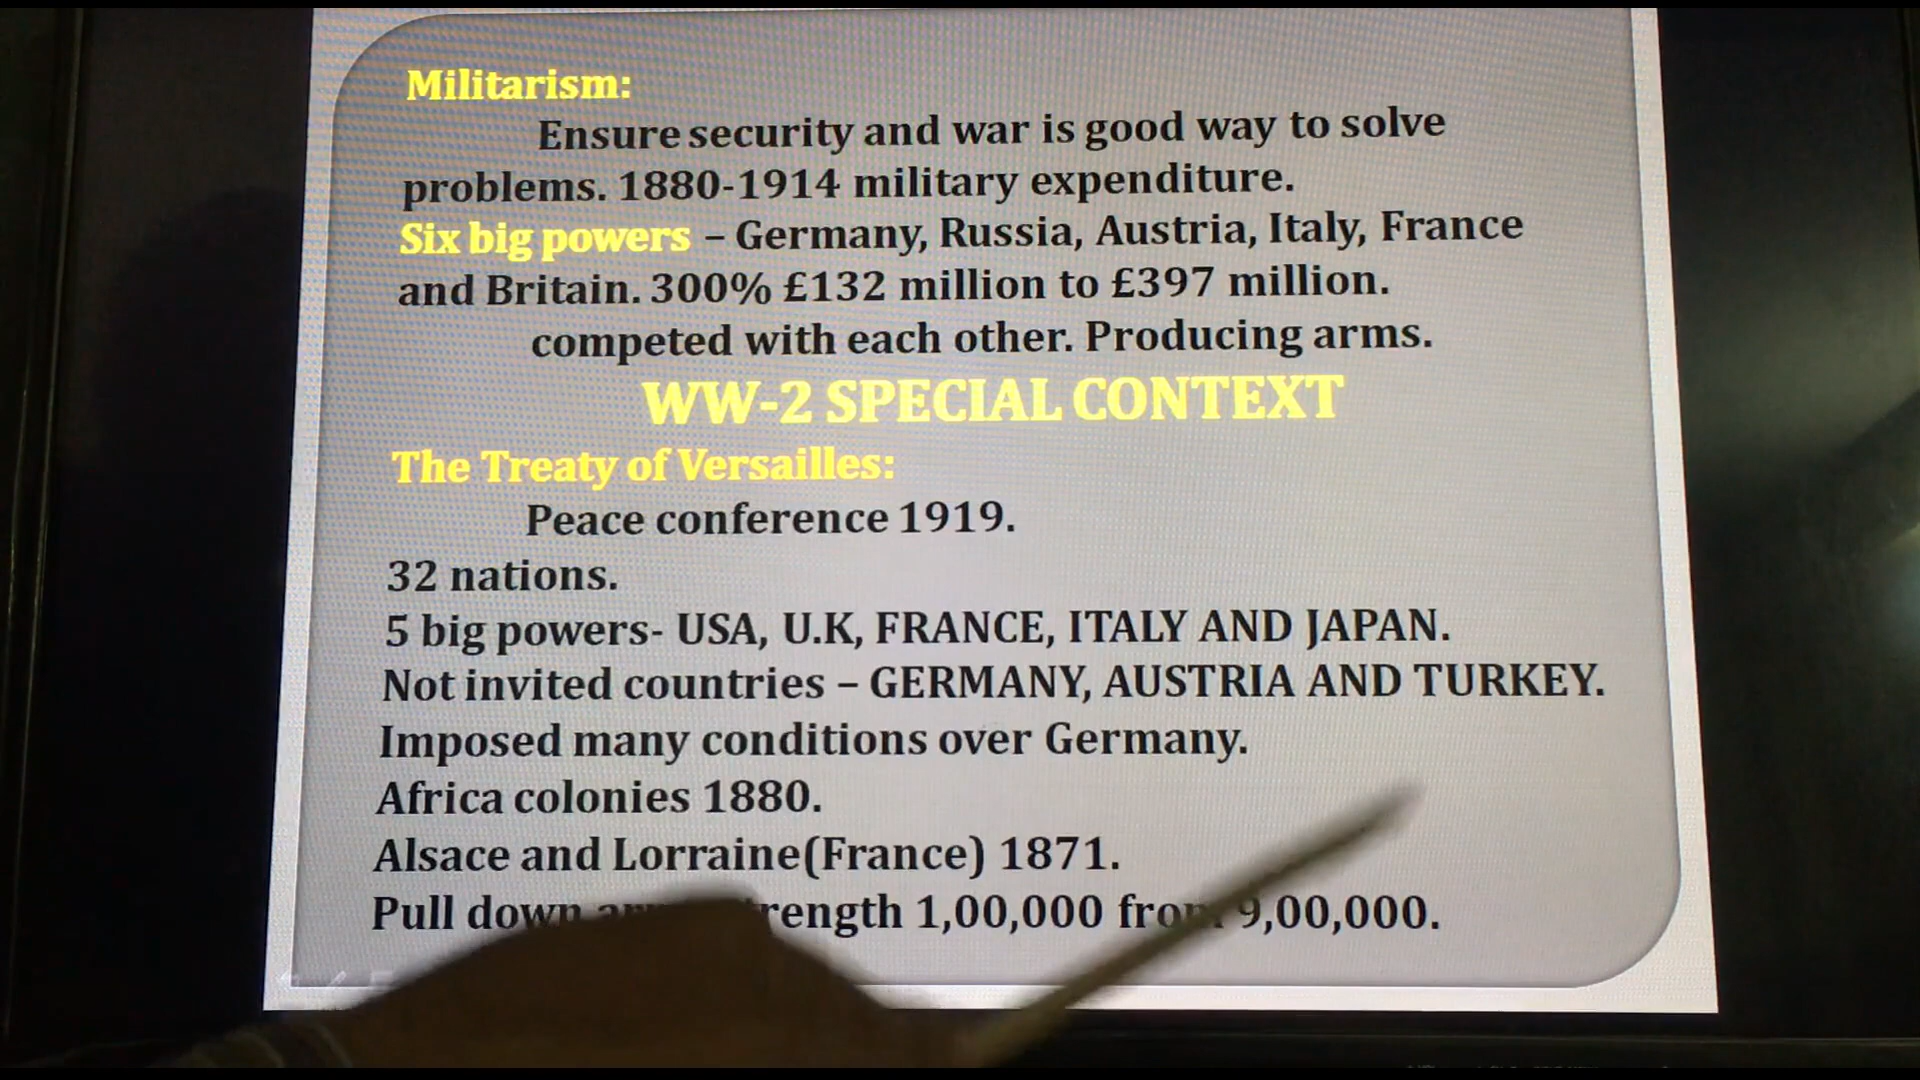 Militarism:
Ensure security and war is good way to solve
problems. 1880-1914 military expenditure.
Six big powers – Germany, Russia, Austria, Italy, France
and Britain. 300% £132 million to £397 million.
competed with each other. Producing arms.
WW-2 SPECIAL CONTEXT
The Treaty of Versailles:
Peace conference 1919.
32 nations.
5 big powers- USA, U.K, FRANCE, ITALY AND JAPAN.
Not invited countries – GERMANY, AUSTRIA AND TURKEY.
Imposed many conditions over Germany.
Africa colonies 1880.
Alsace and Lorraine(France) 1871.
Pull down 1,00,000 from 9,00,000.